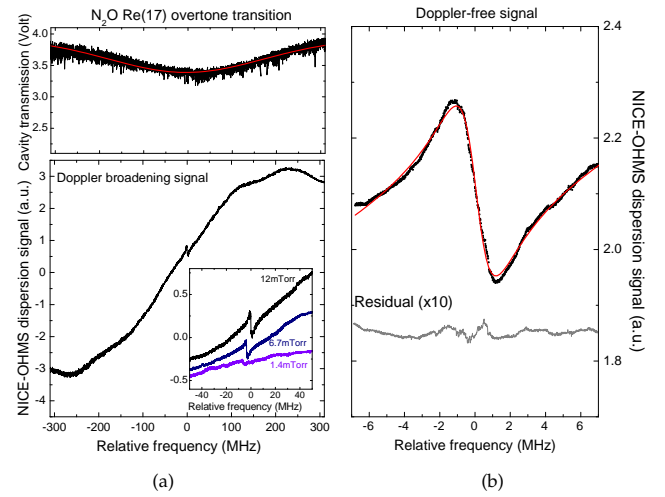 N₂O Re(17) overtone transition
Cavity transmission (Volt)
4.0
3.5
3.0
2.5
NICE-OHMS dispersion signal (a.u.)
3
2
1
0
-1
-2
-3
-4
Doppler broadening signal
12mTorr
6.7mTorr
1.4mTorr
0.5
0.0
-0.5
-40 -20 0 20 40
Relative frequency (MHz)
-300 -200 -100 0 100 200 300
Relative frequency (MHz)
(a)
Doppler-free signal
2.4
2.2
2.0
1.8
NICE-OHMS dispersion signal (a.u.)
Residual (x10)
-6 -4 -2 0 2 4 6
Relative frequency (MHz)
(b)